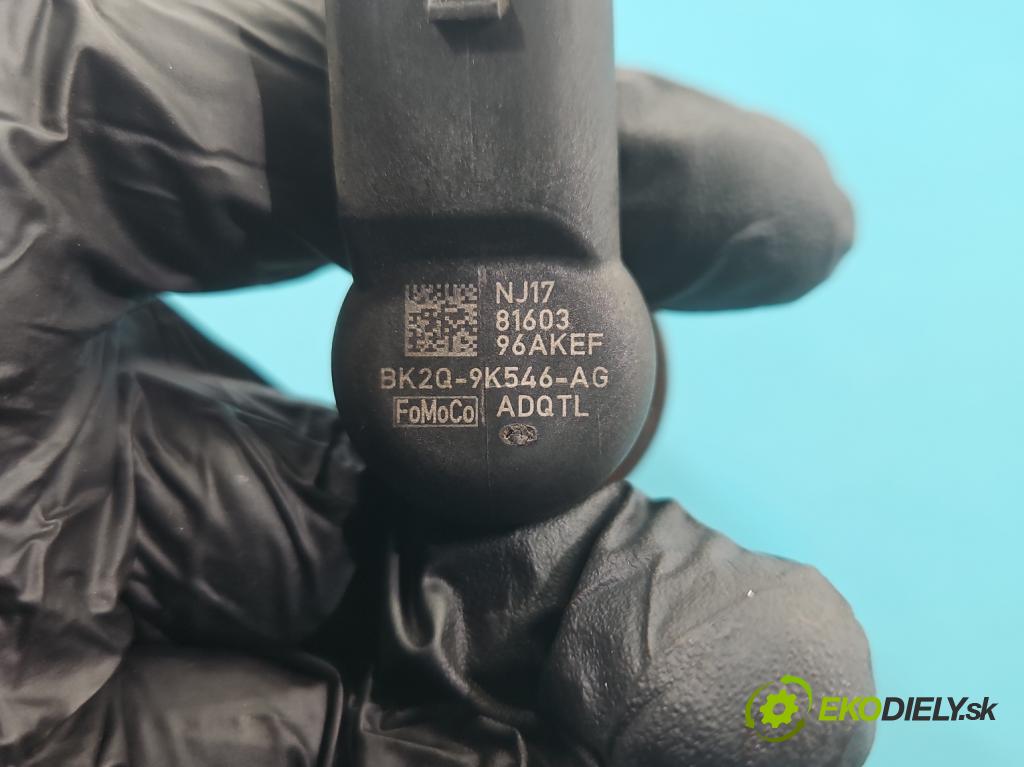 NJ17
81603
96AKEF
BK2Q-9K546-AG
FoMoCo ADQTL
EKODIELY.sk